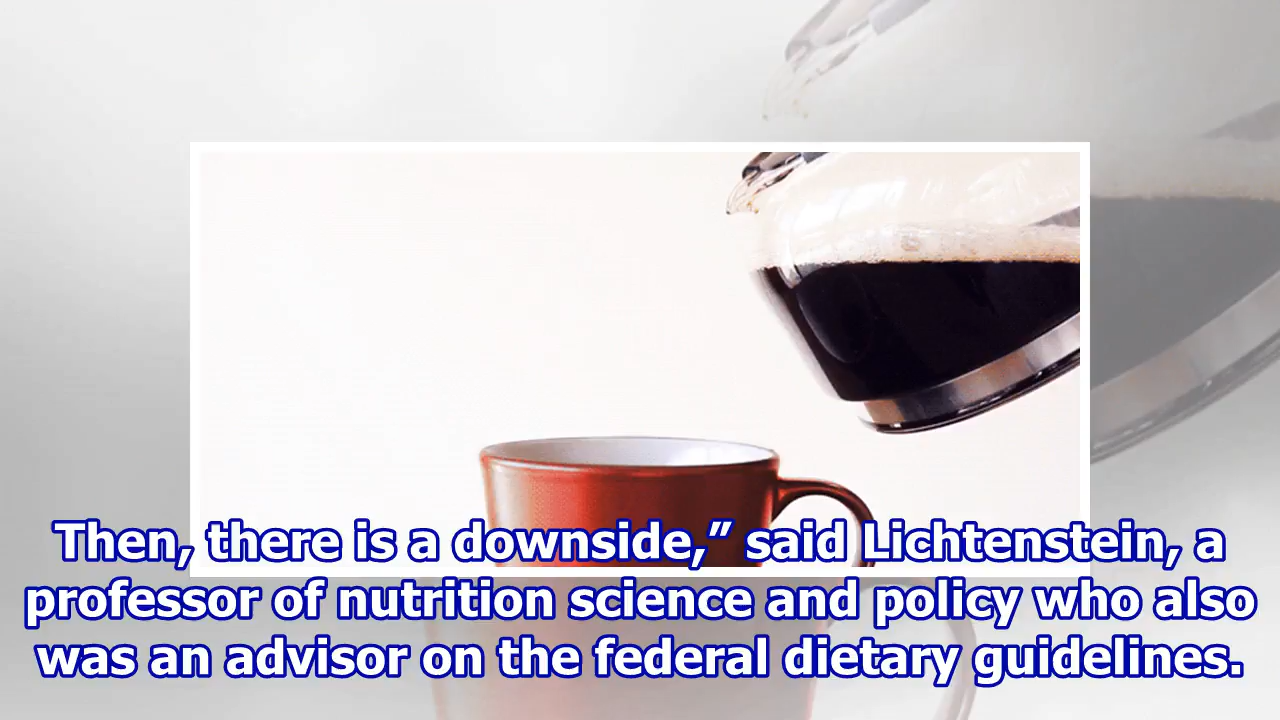 Then, there is a downside,” said Lichtenstein, a
professor of nutrition science and policy who also
was an advisor on the federal dietary guidelines.